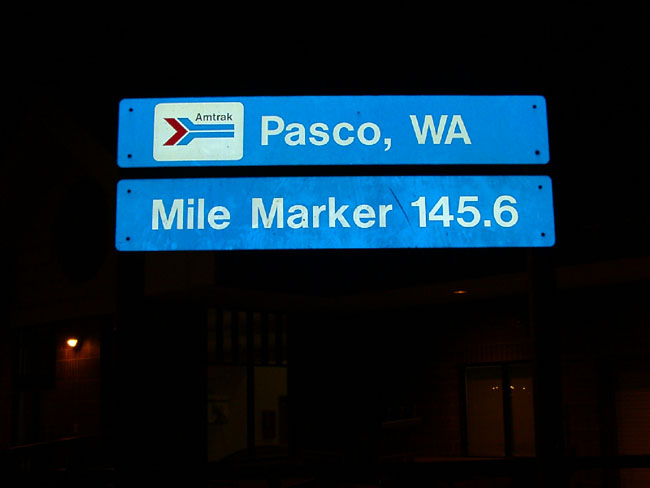 Amtrak
Pasco, WA
Mile Marker 145.6